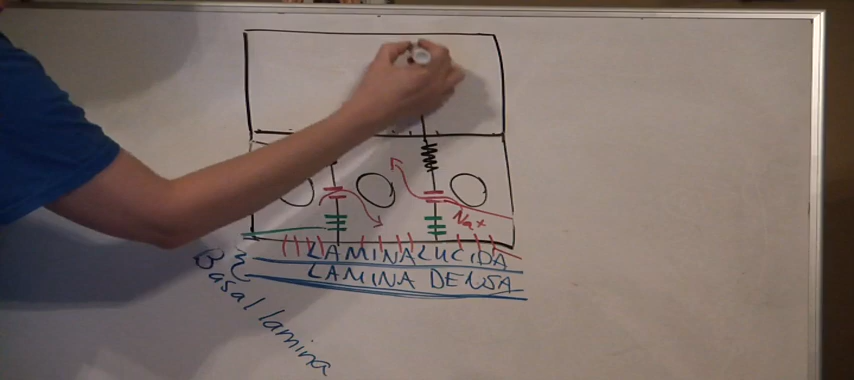 Na+
LAMINA LUCIDA
LAMINA DENSA
Basal lamina